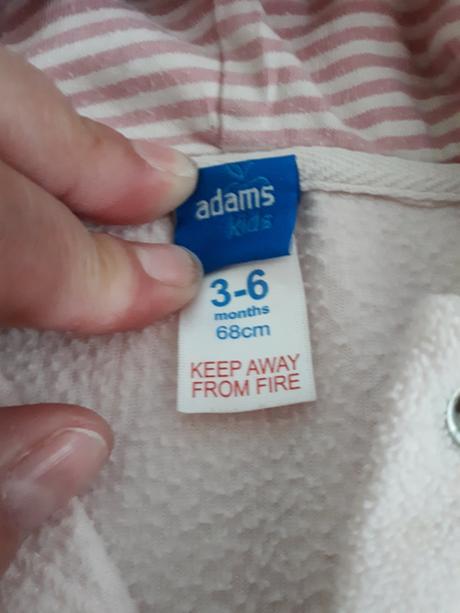 adams
kids
3-6
months
68cm
KEEP AWAY
FROM FIRE